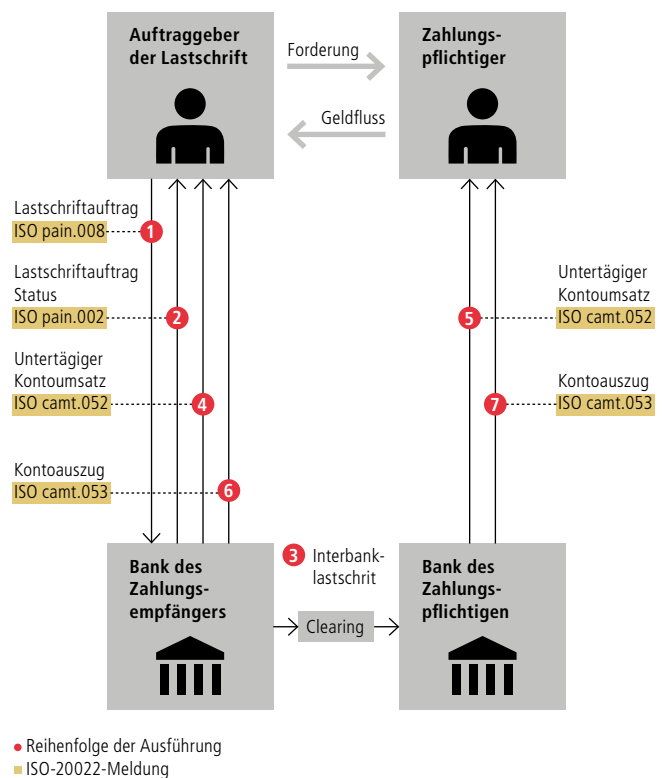 Auftraggeber
der Lastschrift
Forderung
Geldfluss
Zahlungs-
pflichtiger
Lastschriftauftrag
ISO pain.008
1
Lastschriftauftrag
Status
ISO pain.002
2
Untertägiger
Kontoumsatz
ISO camt.052
4
Kontoauszug
ISO camt.053
6
Untertägiger
Kontoumsatz
ISO camt.052
5
Kontoauszug
ISO camt.053
7
Bank des
Zahlungs-
empfängers
3 Interbank-
lastschrit
Clearing
Bank des
Zahlungs-
pflichtigen
Reihenfolge der Ausführung
ISO-20022-Meldung